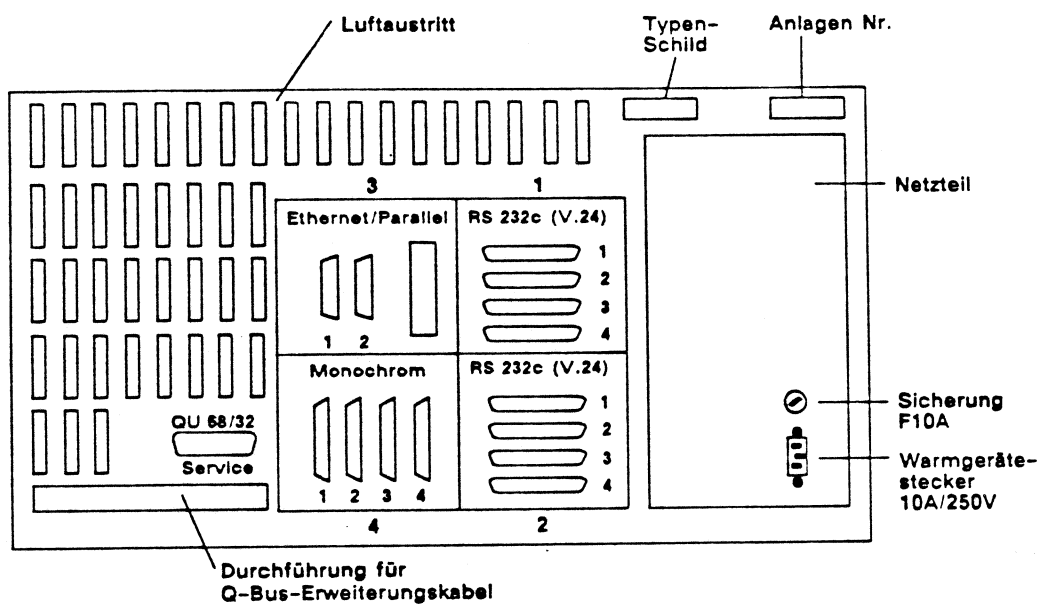 Luftaustritt
Typen-
Schild
Anlagen Nr.
3
1
Netzteil
Ethernet/Parallel
RS 232c (V.24)
1
2
3
4
1 2
Monochrom
RS 232c (V.24)
1
2
3
4
QU 68/32
Service
1 2 3 4
Sicherung
F10A
Warmgeräte-
stecker
10A/250V
4
2
Durchführung für
Q-Bus-Erweiterungskabel